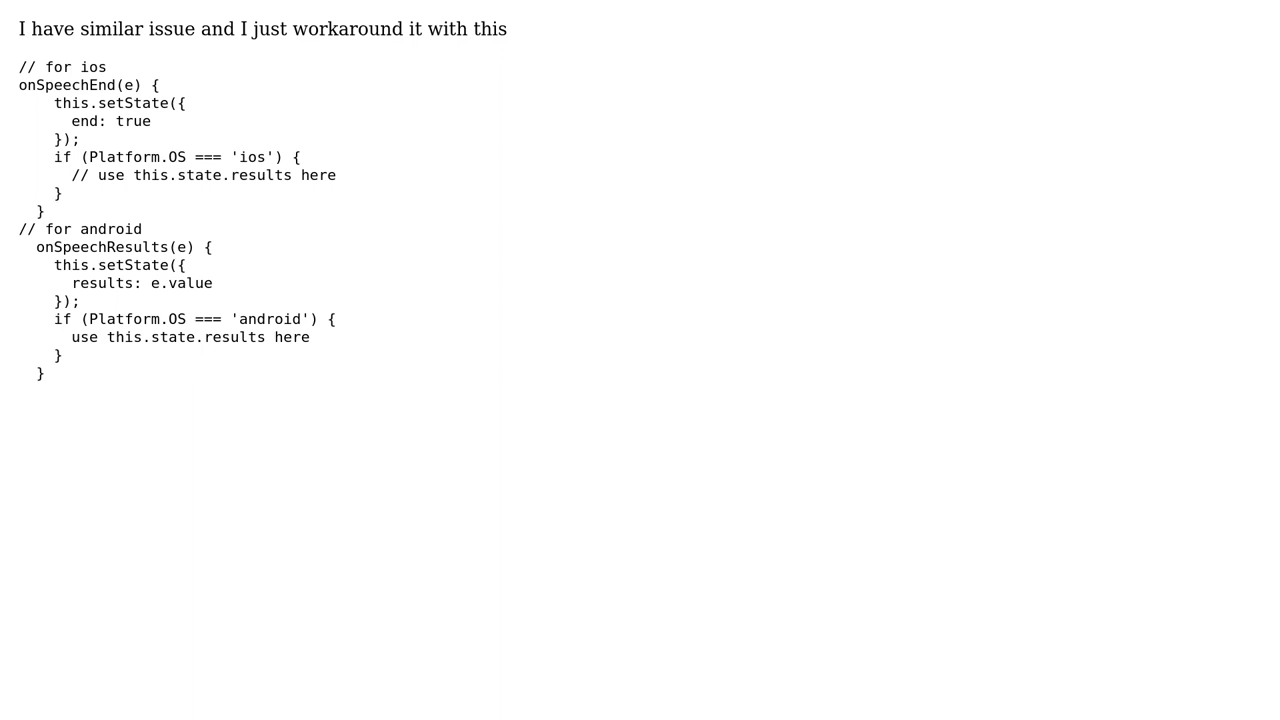 I have similar issue and I just workaround it with this
// for ios
onSpeechEnd(e) {
    this.setState({
      end: true
    });
    if (Platform.OS === 'ios') {
      // use this.state.results here
    }
  }
// for android
  onSpeechResults(e) {
    this.setState({
      results: e.value
    });
    if (Platform.OS === 'android') {
      use this.state.results here
    }
  }